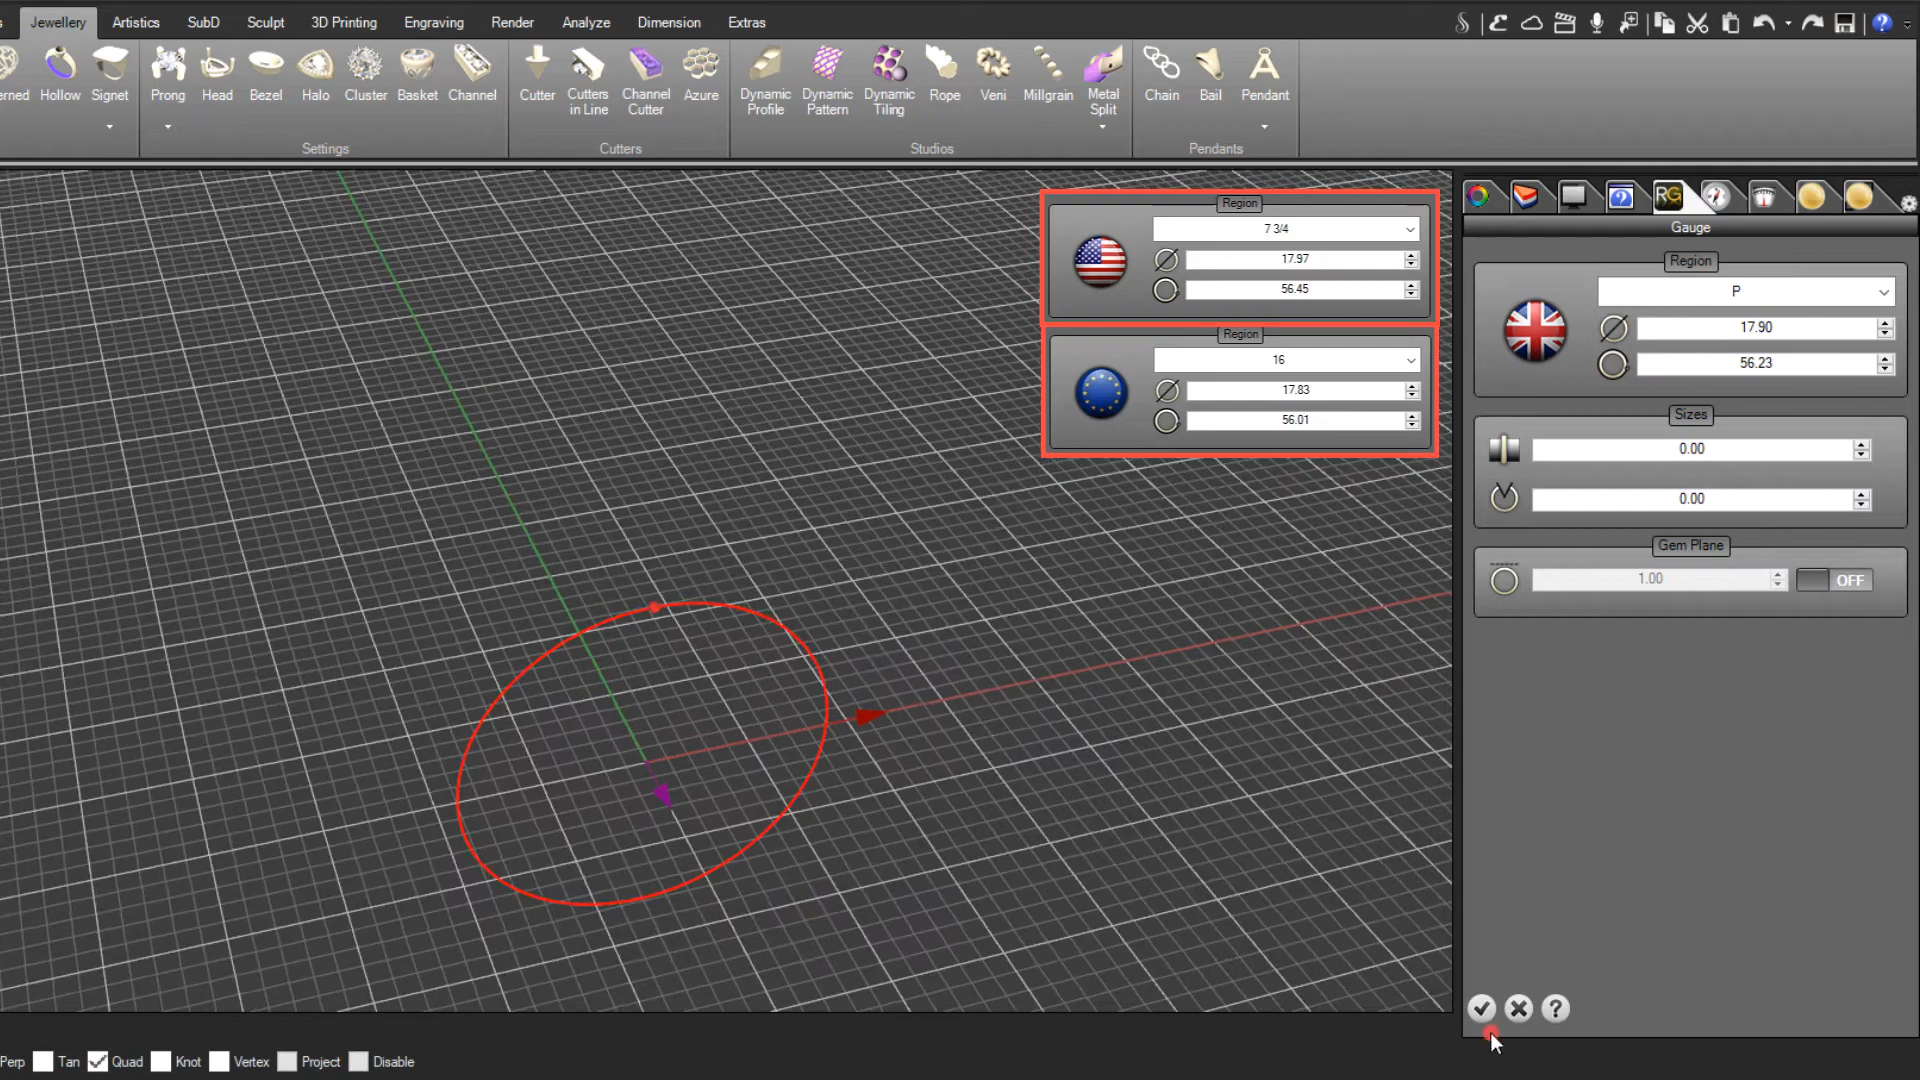 Jewellery Artistics SubD Sculpt 3D Printing Engraving Render Analyze Dimension Extras
Hollow Signet Prong Head Bezel Halo Cluster Basket Channel Cutter Cutters in Line Channel Cutter Azure Dynamic Profile Dynamic Pattern Dynamic Tiling Rope Veni Millgrain Metal Split Chain Bail Pendant
Settings Cutters Studios Pendants
Region
7 3/4
17.97
56.45
Region
16
17.83
56.01
RG
Gauge
Region
P
17.90
56.23
Sizes
0.00
0.00
Gem Plane
1.00 OFF
Perp Tan Quad Knot Vertex Project Disable